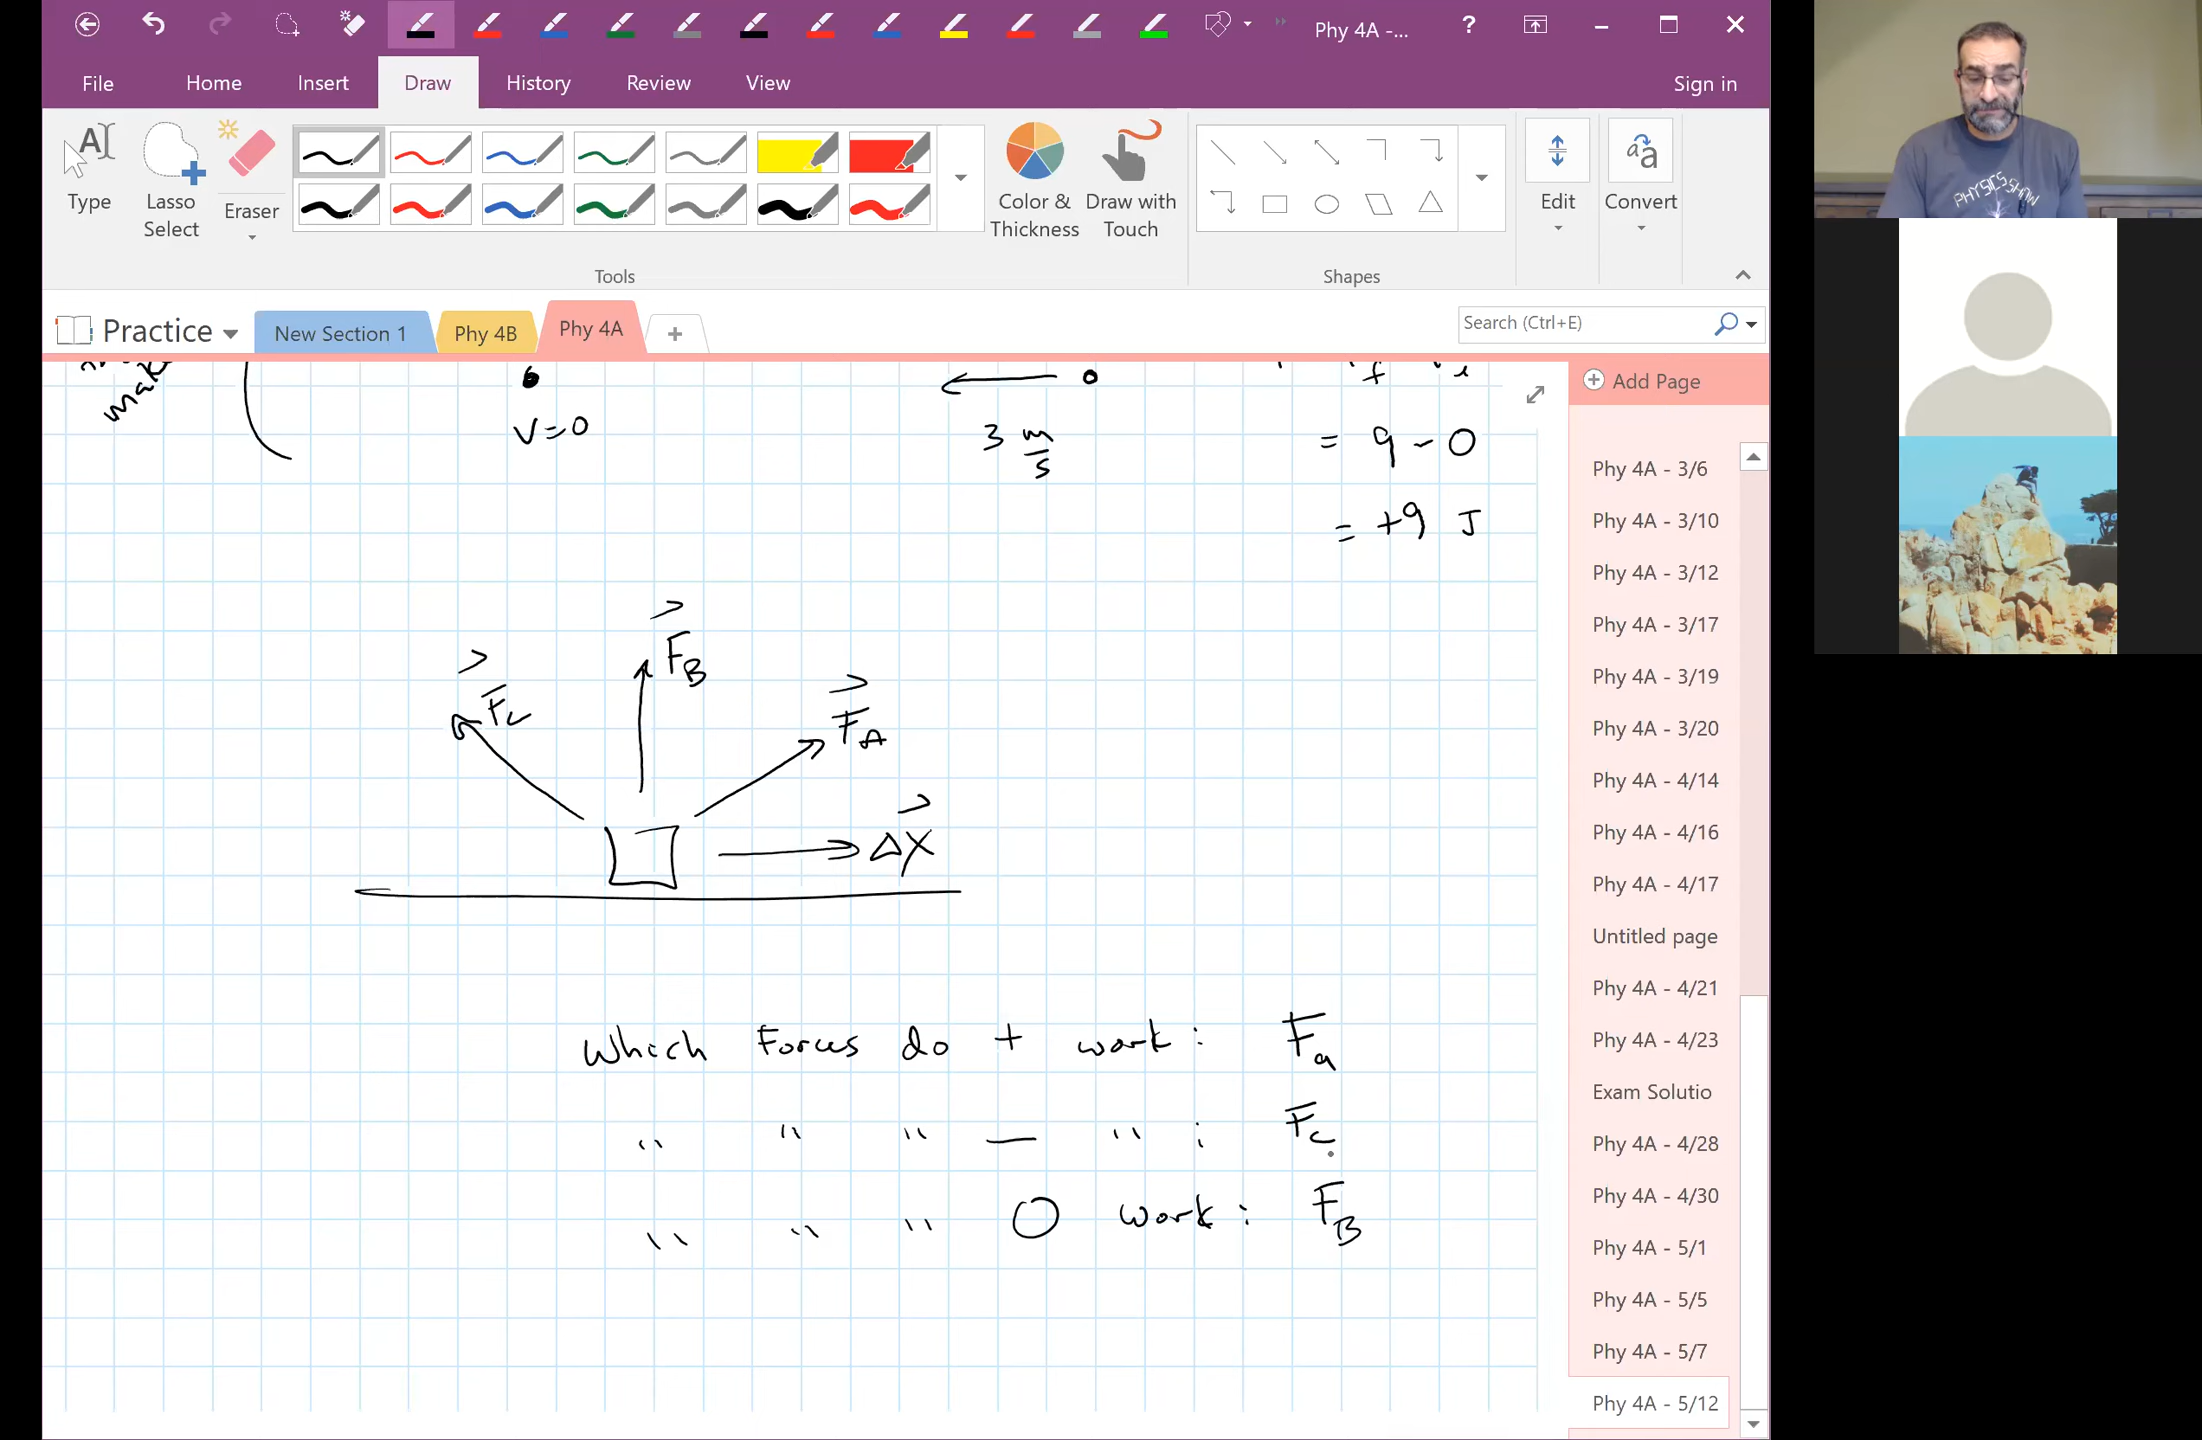 Phy 4A -...
?
File Home Insert Draw History Review View
Sign in
Type
Lasso Select
Eraser
Color & Thickness
Draw with Touch
Edit
Convert
Tools
Shapes
Practice
New Section 1
Phy 4B
Phy 4A
Search (Ctrl+E)
Add Page
Phy 4A - 3/6
Phy 4A - 3/10
Phy 4A - 3/12
Phy 4A - 3/17
Phy 4A - 3/19
Phy 4A - 3/20
Phy 4A - 4/14
Phy 4A - 4/16
Phy 4A - 4/17
Untitled page
Phy 4A - 4/21
Phy 4A - 4/23
Exam Solutio
Phy 4A - 4/28
Phy 4A - 4/30
Phy 4A - 5/1
Phy 4A - 5/5
Phy 4A - 5/7
Phy 4A - 5/12
V=0
3 m/s
= 9 - 0
= +9 J
F_B
F_C
F_A
ΔX
Which Forces do + work: F_a
" " " — " : F_C
" " " 0 work: F_B
PHYSICS SHOW